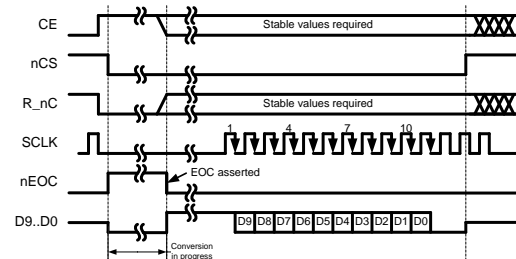 CE
Stable values required
nCS
R_nC
Stable values required
SCLK
1 4 7 10
nEOC
EOC asserted
D9..D0
D9 D8 D7 D6 D5 D4 D3 D2 D1 D0
Conversion
in progress